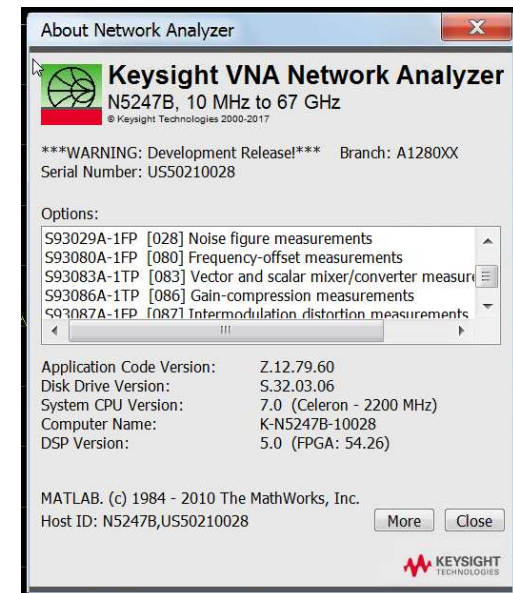 About Network Analyzer
Keysight VNA Network Analyzer
N5247B, 10 MHz to 67 GHz
© Keysight Technologies 2000-2017
***WARNING: Development Release!*** Branch: A1280XX
Serial Number: US50210028
Options:
S93029A-1FP [028] Noise figure measurements
S93080A-1FP [080] Frequency-offset measurements
S93083A-1TP [083] Vector and scalar mixer/converter measure
S93086A-1TP [086] Gain-compression measurements
S93087A-1FP [087] Intermodulation distortion measurements
Application Code Version: Z.12.79.60
Disk Drive Version: S.32.03.06
System CPU Version: 7.0 (Celeron - 2200 MHz)
Computer Name: K-N5247B-10028
DSP Version: 5.0 (FPGA: 54.26)
MATLAB. (c) 1984 - 2010 The MathWorks, Inc.
Host ID: N5247B,US50210028
More Close
KEYSIGHT
TECHNOLOGIES